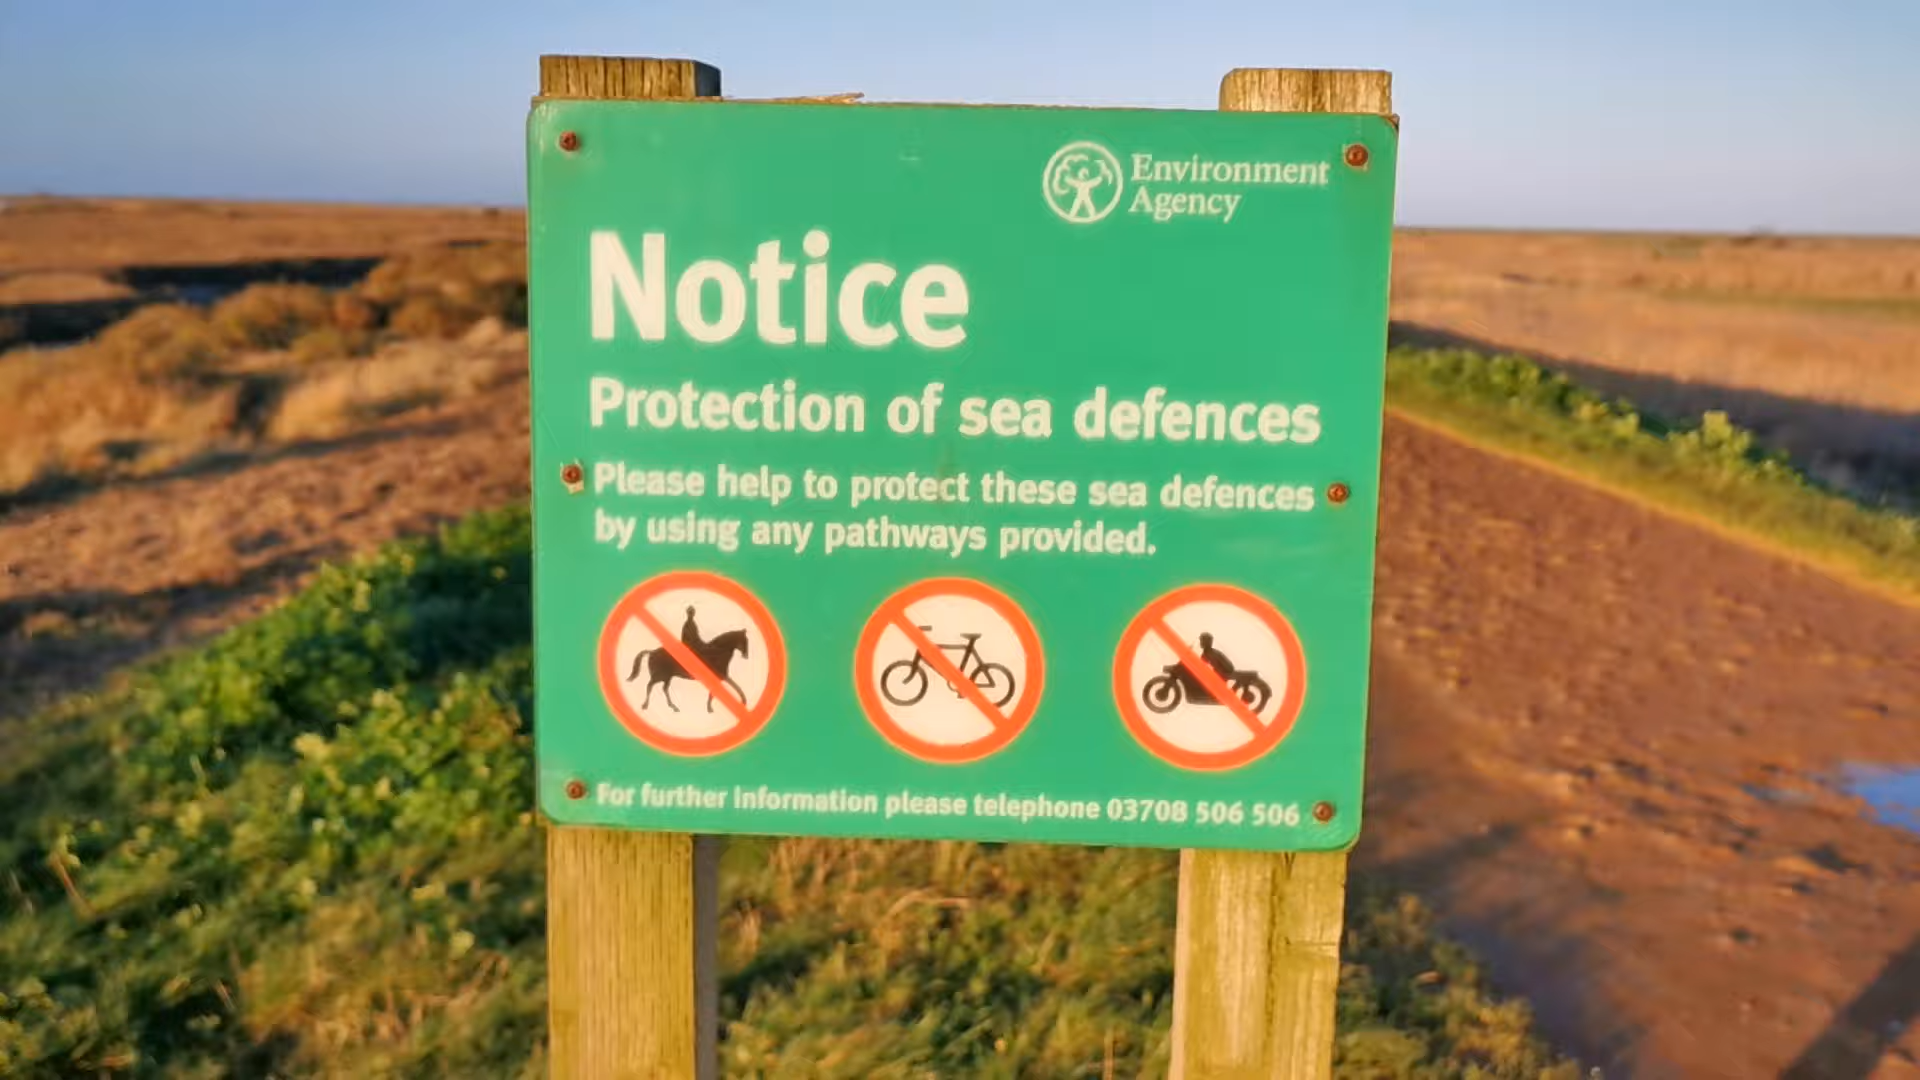 Environment
Agency
Notice
Protection of sea defences
Please help to protect these sea defences
by using any pathways provided.
For further information please telephone 03708 506 506